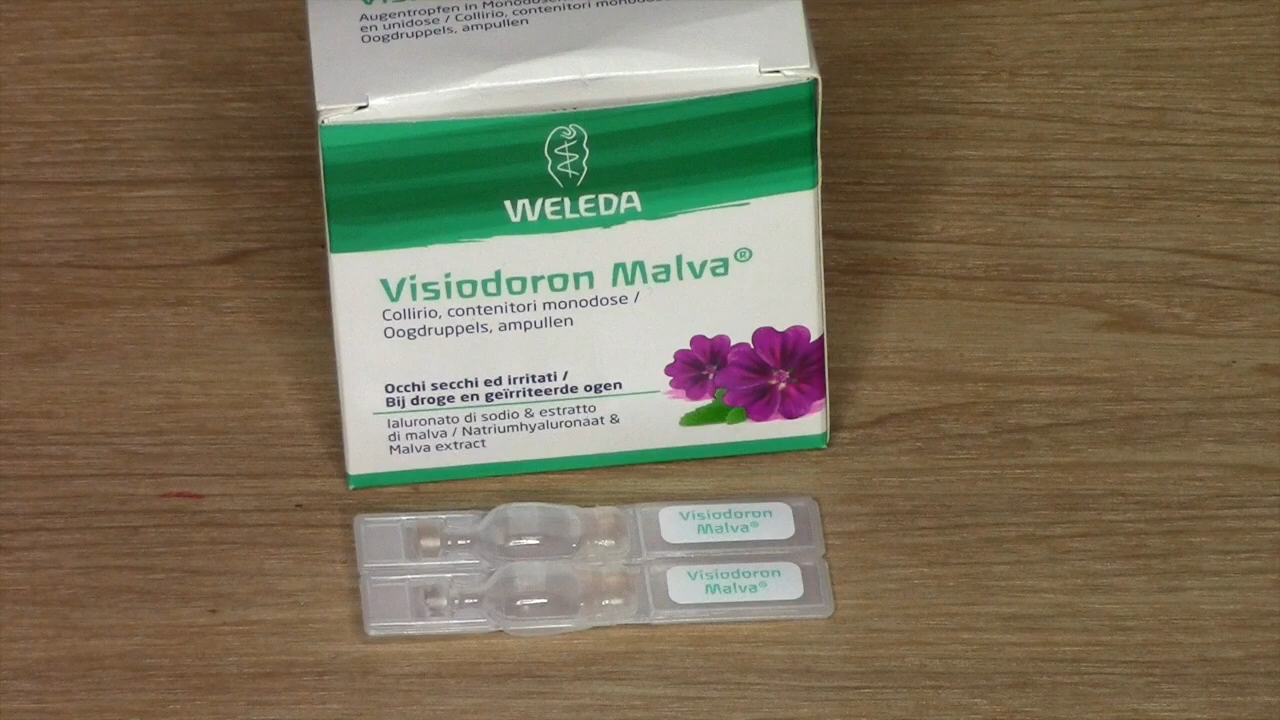 Augentropfen in Monodosen
en unidose / Collirio, contenitori
Oogdruppels, ampullen
WELEDA
Visiodoron Malva®
Collirio, contenitori monodose /
Oogdruppels, ampullen
Occhi secchi ed irritati /
Bij droge en geïrriteerde ogen
Ialuronato di sodio & estratto
di malva / Natriumhyaluronaat &
Malva extract
Visiodoron
Malva®
Visiodoron
Malva®